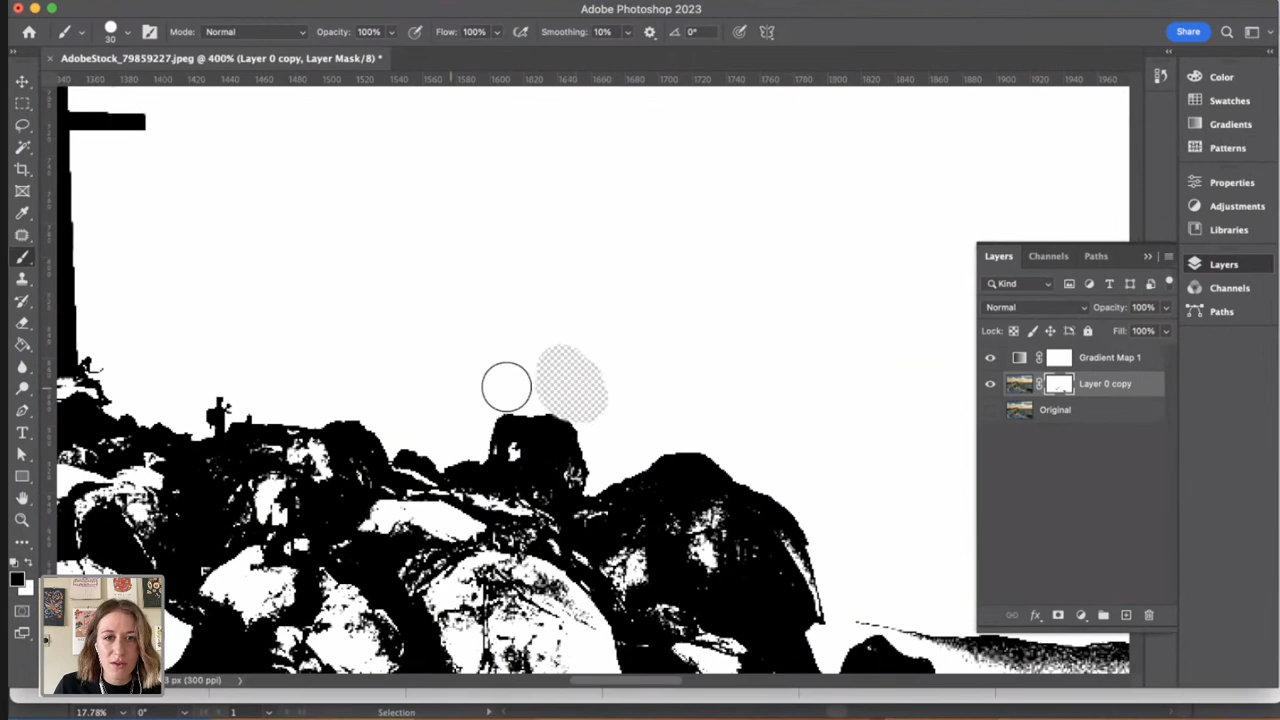 Adobe Photoshop 2023
30 Mode: Normal Opacity: 100% Flow: 100% Smoothing: 10% 0° Share
× AdobeStock_79859227.jpeg @ 400% (Layer 0 copy, Layer Mask/8) *
340 1360 1380 1400 1420 1440 1460 1480 1500 1520 1540 1560 1580 1600 1620 1640 1660 1680 1700 1720 1740 1760 1780 1800 1820 1840 1860 1880 1900 1920 1940 1960
Color
Swatches
Gradients
Patterns
Properties
Adjustments
Libraries
Layers
Channels
Paths
Layers Channels Paths
Kind
Normal Opacity: 100%
Lock: Fill: 100%
Gradient Map 1
Layer 0 copy
Original
3 px (300 ppi)
17.78% 0° 1 Selection